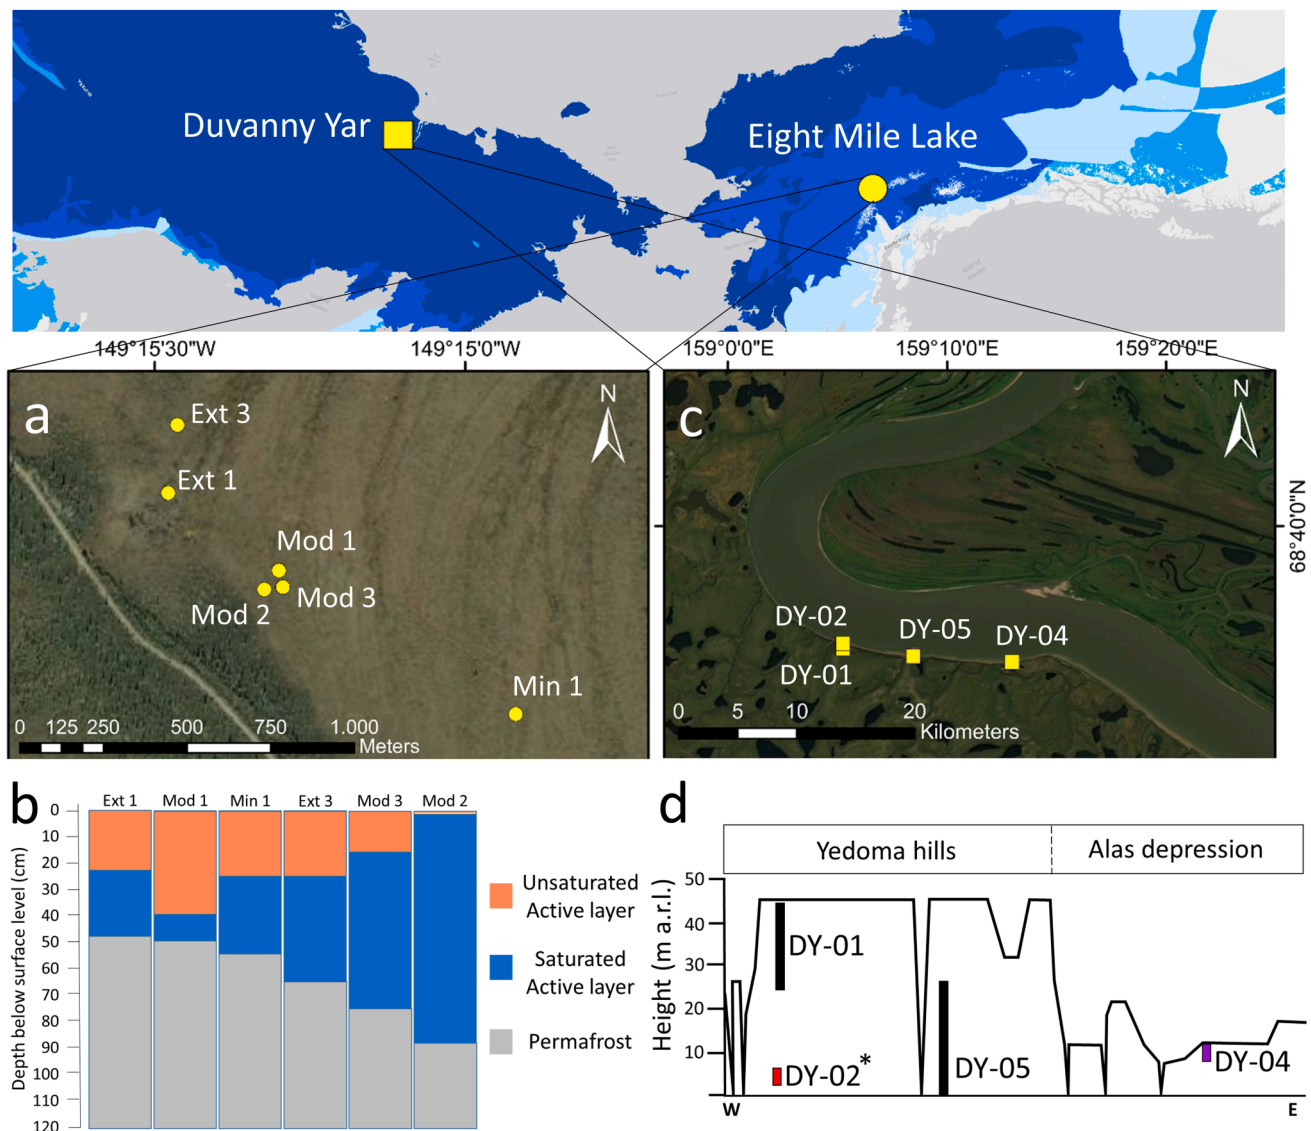 Duvanny Yar
Eight Mile Lake
149°15'30"W 149°15'0"W 159°0'0"E 159°10'0"E 159°20'0"E
a
N
Ext 3
Ext 1
Mod 1
Mod 2
Mod 3
Min 1
0 125 250 500 750 1.000
Meters
c
N
68°40'0"N
DY-02
DY-01
DY-05
DY-04
0 5 10 20
Kilometers
b
Ext 1 Mod 1 Min 1 Ext 3 Mod 3 Mod 2
Depth below surface level (cm)
0
10
20
30
40
50
60
70
80
90
100
110
120
Unsaturated
Active layer
Saturated
Active layer
Permafrost
d
Yedoma hills
Alas depression
Height (m a.r.l.)
50
40
30
20
10
DY-01
DY-02*
DY-05
DY-04
W
E